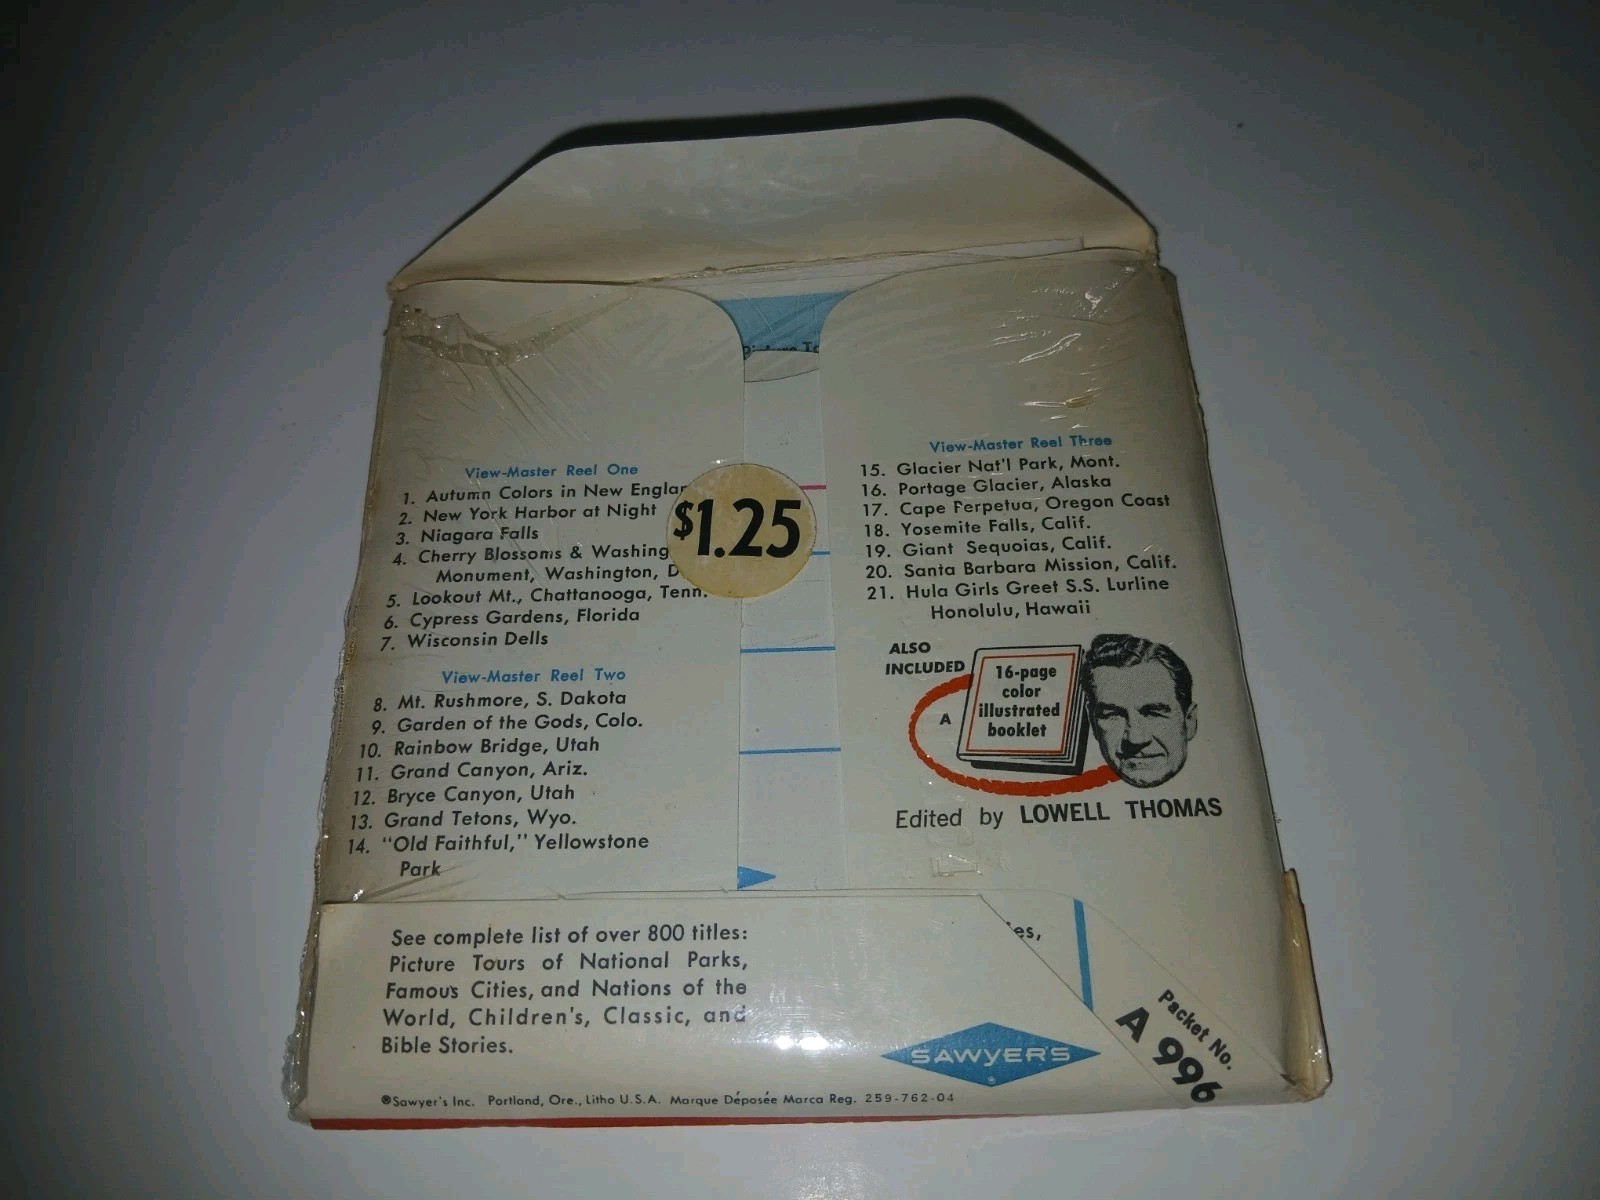 View-Master Reel One
1. Autumn Colors in New Englan
2. New York Harbor at Night
3. Niagara Falls
4. Cherry Blossoms & Washing
Monument, Washington, D
5. Lookout Mt., Chattanooga, Tenn.
6. Cypress Gardens, Florida
7. Wisconsin Dells
View-Master Reel Two
8. Mt. Rushmore, S. Dakota
9. Garden of the Gods, Colo.
10. Rainbow Bridge, Utah
11. Grand Canyon, Ariz.
12. Bryce Canyon, Utah
13. Grand Tetons, Wyo.
14. "Old Faithful," Yellowstone
Park
$1.25
View-Master Reel Three
15. Glacier Nat'l Park, Mont.
16. Portage Glacier, Alaska
17. Cape Perpetua, Oregon Coast
18. Yosemite Falls, Calif.
19. Giant Sequoias, Calif.
20. Santa Barbara Mission, Calif.
21. Hula Girls Greet S.S. Lurline
Honolulu, Hawaii
ALSO
INCLUDED
A
16-page
color
illustrated
booklet
Edited by LOWELL THOMAS
See complete list of over 800 titles:
Picture Tours of National Parks,
Famous Cities, and Nations of the
World, Children's, Classic, and
Bible Stories.
es,
SAWYER'S
®
Packet No.
A 996
®Sawyer's Inc. Portland, Ore., Litho U.S.A. Marque Déposée Marca Reg. 259-762-04